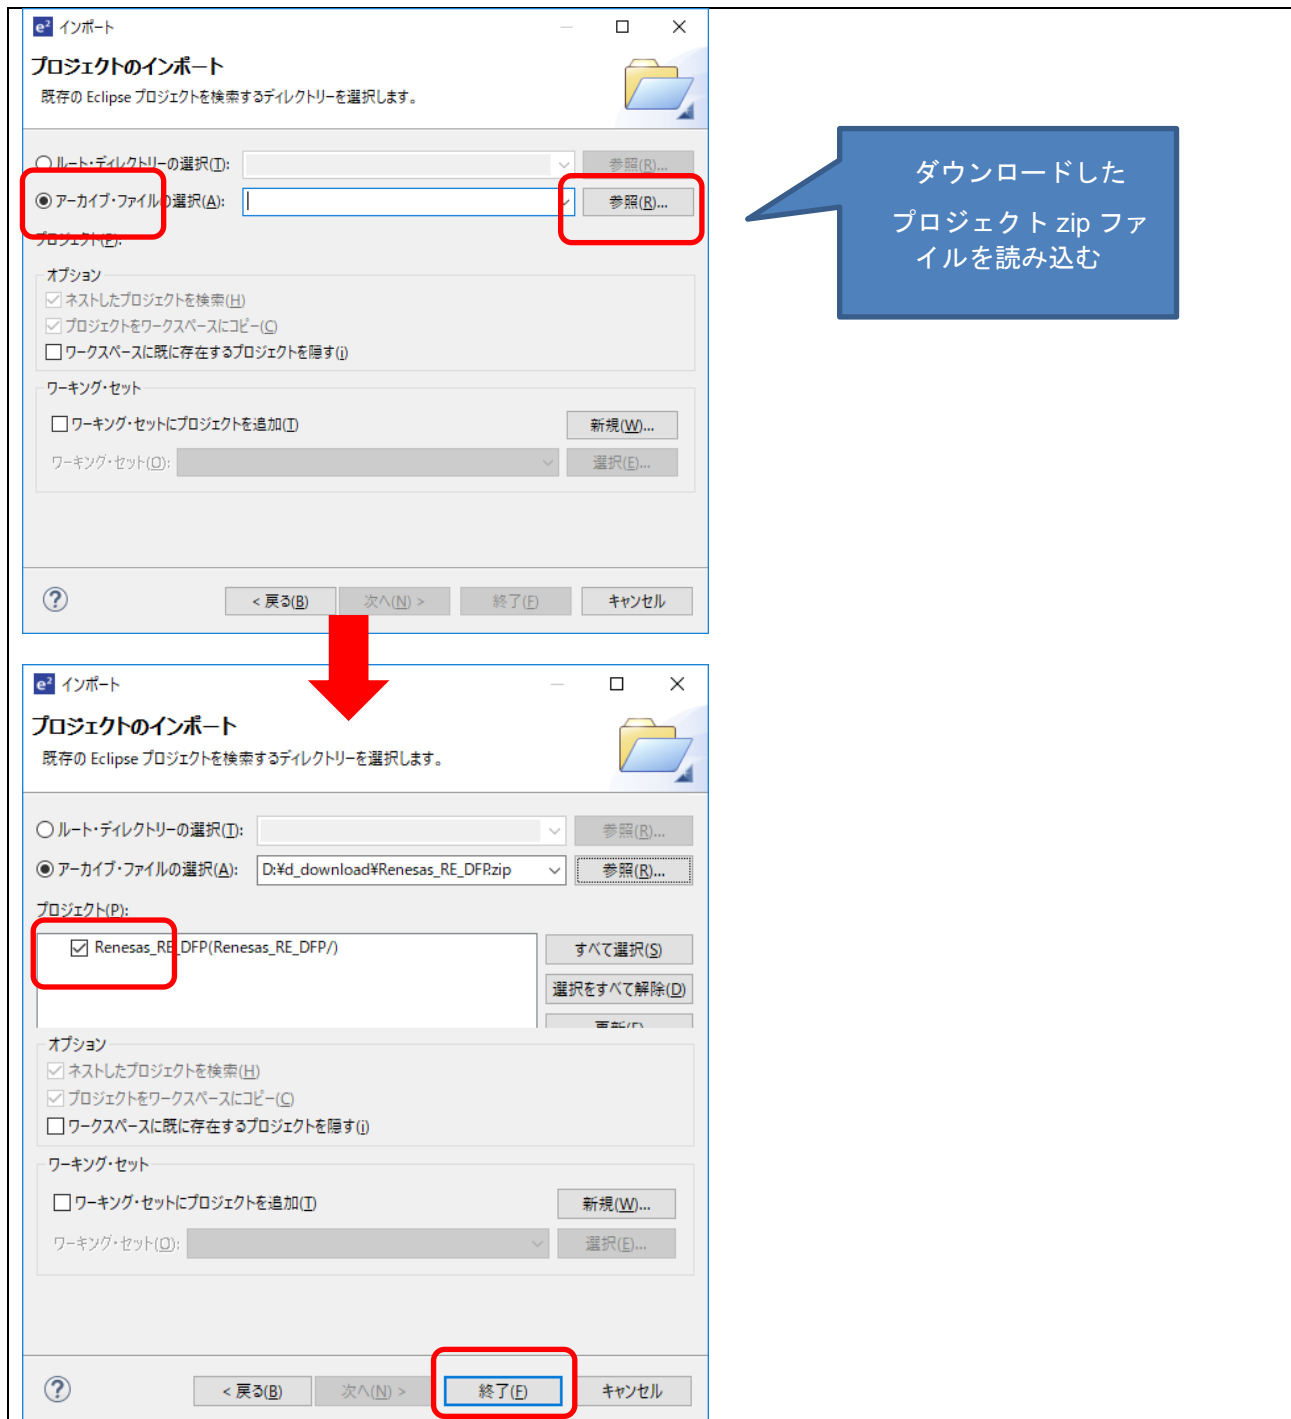 e² インポート
プロジェクトのインポート
既存の Eclipse プロジェクトを検索するディレクトリーを選択します。
ルート・ディレクトリーの選択(T):
参照(R)...
アーカイブ・ファイルの選択(A):
参照(R)...
プロジェクト(P):
オプション
ネストしたプロジェクトを検索(H)
プロジェクトをワークスペースにコピー(C)
ワークスペースに既に存在するプロジェクトを隠す(i)
ワーキング・セット
ワーキング・セットにプロジェクトを追加(T)
新規(W)...
ワーキング・セット(O):
選択(E)...
< 戻る(B)
次へ(N) >
終了(F)
キャンセル
ダウンロードした
プロジェクト zip ファ
イルを読み込む
e² インポート
プロジェクトのインポート
既存の Eclipse プロジェクトを検索するディレクトリーを選択します。
ルート・ディレクトリーの選択(T):
参照(R)...
アーカイブ・ファイルの選択(A):
D:¥d_download¥Renesas_RE_DFP.zip
参照(R)...
プロジェクト(P):
Renesas_RE_DFP(Renesas_RE_DFP/)
すべて選択(S)
選択をすべて解除(D)
オプション
ネストしたプロジェクトを検索(H)
プロジェクトをワークスペースにコピー(C)
ワークスペースに既に存在するプロジェクトを隠す(i)
ワーキング・セット
ワーキング・セットにプロジェクトを追加(T)
新規(W)...
ワーキング・セット(O):
選択(E)...
< 戻る(B)
次へ(N) >
終了(F)
キャンセル